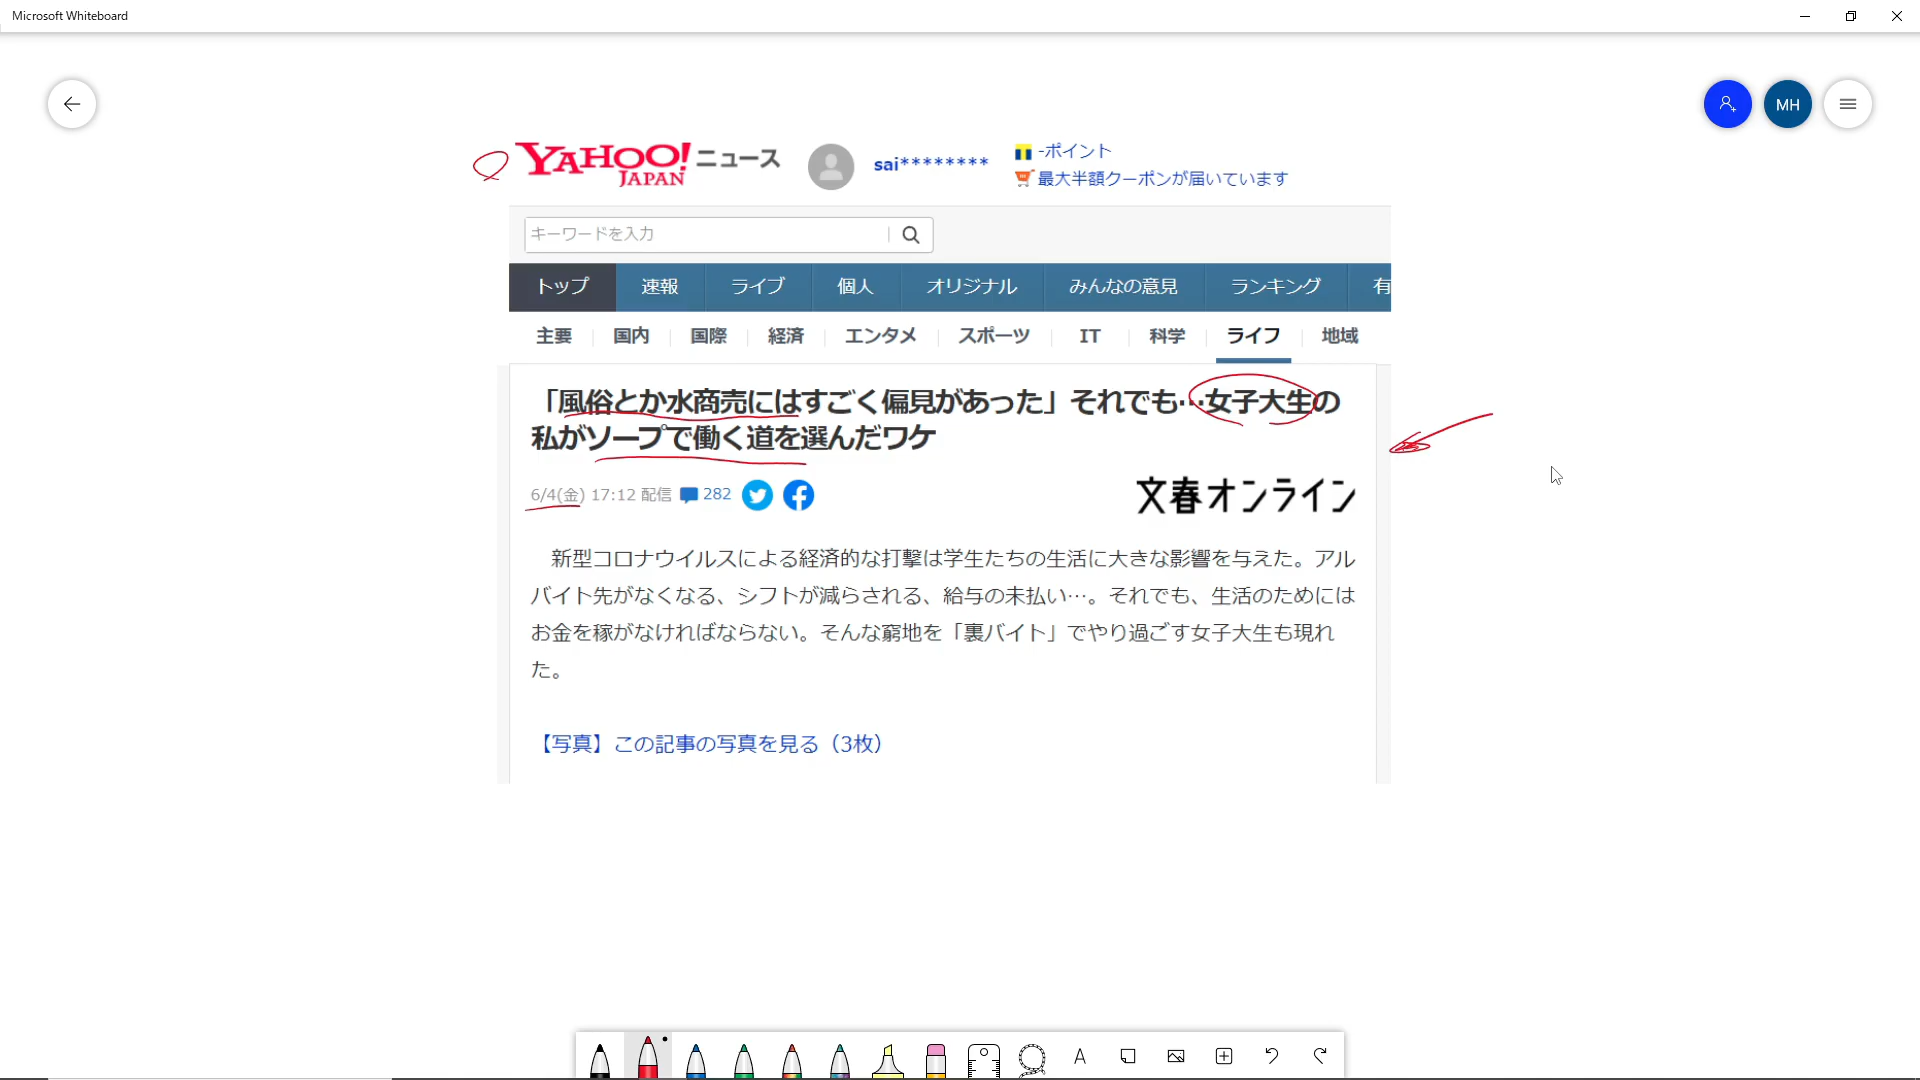 Microsoft Whiteboard
MH
YAHOO! JAPAN ニュース
sai********
-ポイント
最大半額クーポンが届いています
キーワードを入力
トップ 速報 ライブ 個人 オリジナル みんなの意見 ランキング 有
主要 国内 国際 経済 エンタメ スポーツ IT 科学 ライフ 地域
「風俗とか水商売にはすごく偏見があった」それでも…女子大生の
私がソープで働く道を選んだワケ
6/4(金) 17:12 配信 282
文春オンライン
新型コロナウイルスによる経済的な打撃は学生たちの生活に大きな影響を与えた。アル
バイト先がなくなる、シフトが減らされる、給与の未払い…。それでも、生活のためには
お金を稼がなければならない。そんな窮地を「裏バイト」でやり過ごす女子大生も現れ
た。
【写真】この記事の写真を見る（3枚）